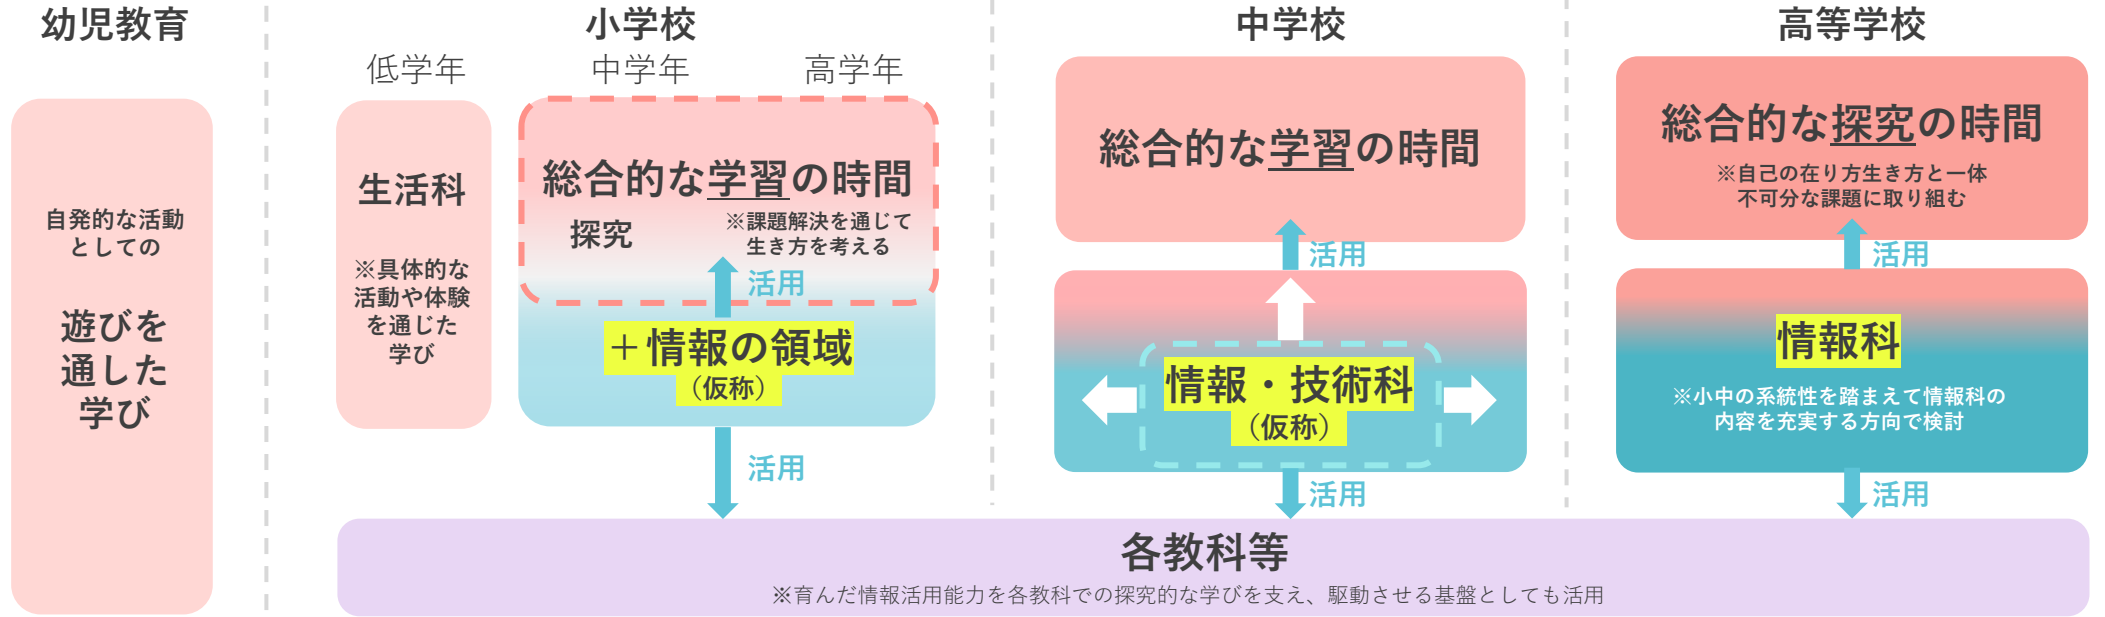 幼児教育
自発的な活動
としての
遊びを
通した
学び
小学校
低学年
中学年
高学年
生活科
※具体的な
活動や体験
を通じた
学び
総合的な学習の時間
探究
※課題解決を通じて
生き方を考える
活用
＋情報の領域
（仮称）
活用
中学校
総合的な学習の時間
活用
情報・技術科
（仮称）
活用
高等学校
総合的な探究の時間
※自己の在り方生き方と一体
不可分な課題に取り組む
活用
情報科
※小中の系統性を踏まえて情報科の
内容を充実する方向で検討
活用
各教科等
※育んだ情報活用能力を各教科での探究的な学びを支え、駆動させる基盤としても活用